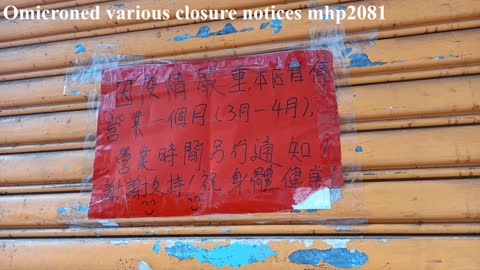 Omicroned various closure notices mhp2081
因疫情嚴重,本店暫停
營業一個月(3月-4月),
營業時間另行通知。
謝謝支持!祝身體健康